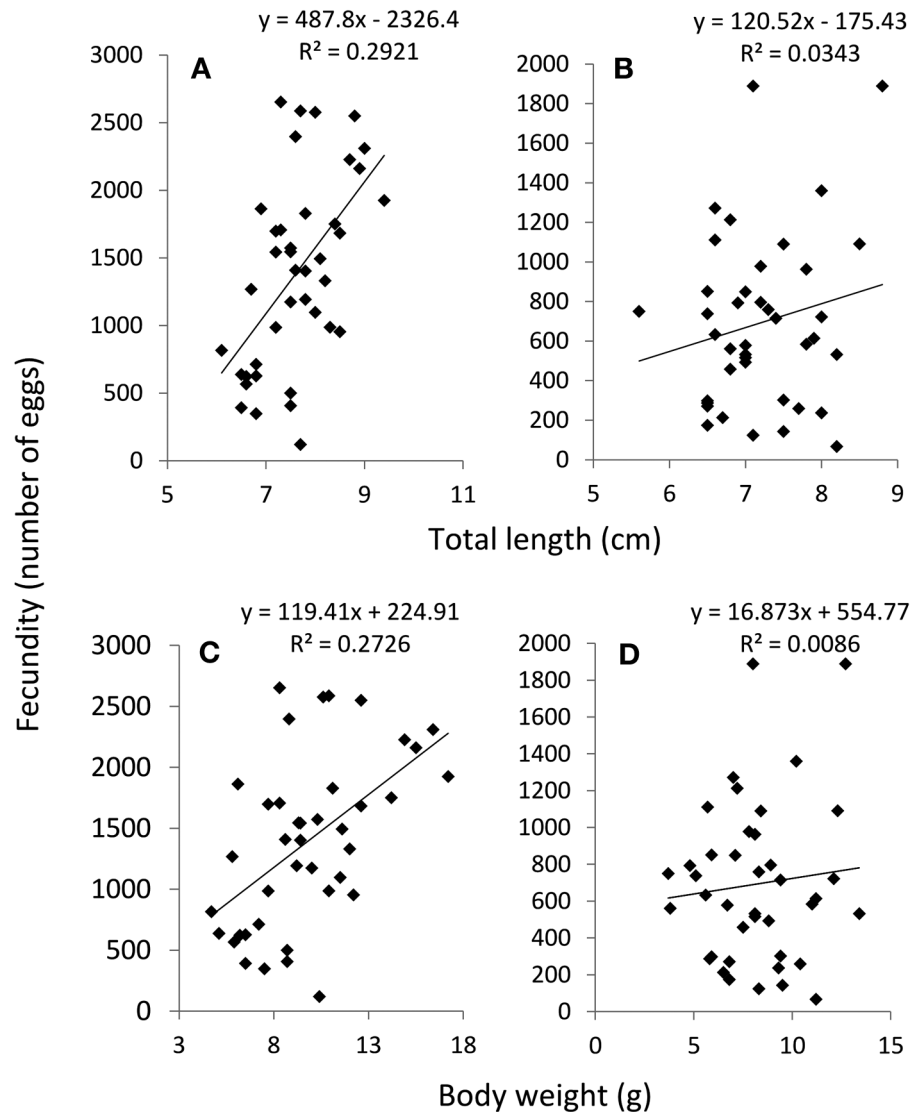 y = 487.8x - 2326.4
R² = 0.2921
A
3000
2500
2000
1500
1000
500
0
5 7 9 11
y = 120.52x - 175.43
R² = 0.0343
B
2000
1800
1600
1400
1200
1000
800
600
400
200
0
5 6 7 8 9
Total length (cm)
Fecundity (number of eggs)
y = 119.41x + 224.91
R² = 0.2726
C
3000
2500
2000
1500
1000
500
0
3 8 13 18
y = 16.873x + 554.77
R² = 0.0086
D
2000
1800
1600
1400
1200
1000
800
600
400
200
0
0 5 10 15
Body weight (g)